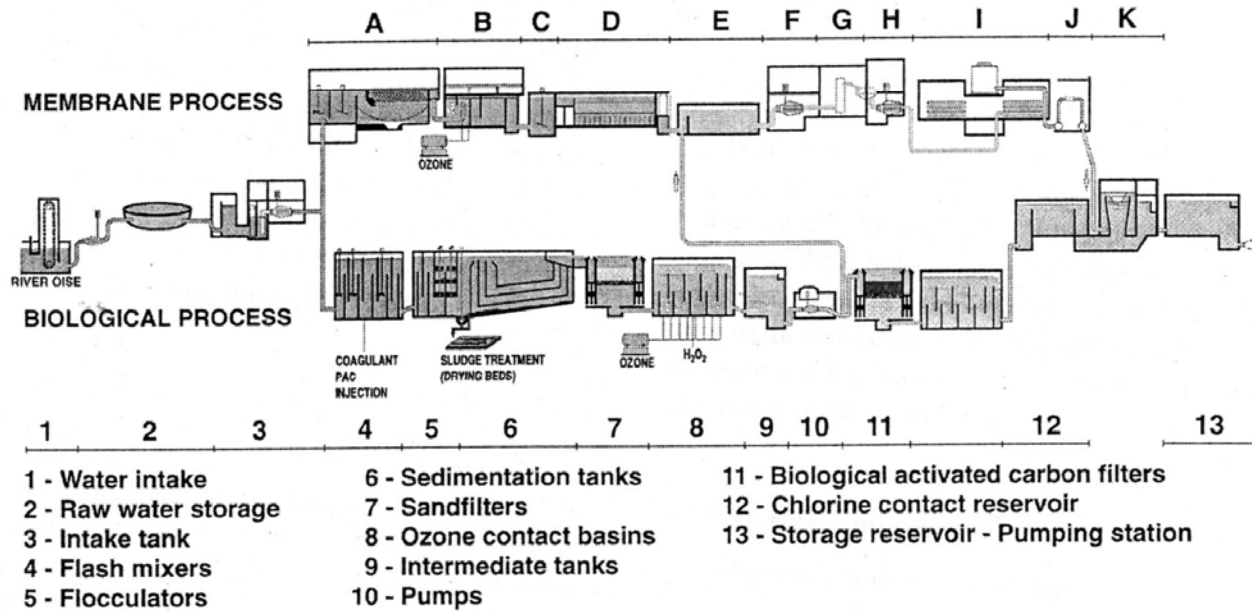 A B C D E F G H I J K
MEMBRANE PROCESS
OZONE
RIVER OISE
BIOLOGICAL PROCESS
COAGULANT
PAC
INJECTION
SLUDGE TREATMENT
(DRYING BEDS)
OZONE
H₂O₂
1 2 3 4 5 6 7 8 9 10 11 12 13
1 - Water intake
2 - Raw water storage
3 - Intake tank
4 - Flash mixers
5 - Flocculators
6 - Sedimentation tanks
7 - Sandfilters
8 - Ozone contact basins
9 - Intermediate tanks
10 - Pumps
11 - Biological activated carbon filters
12 - Chlorine contact reservoir
13 - Storage reservoir - Pumping station